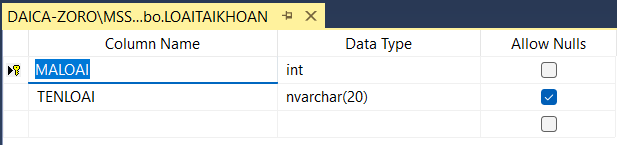 DAICA-ZORO\MSS...bo.LOAITAIKHOAN
Column Name Data Type Allow Nulls
MALOAI int
TENLOAI nvarchar(20)